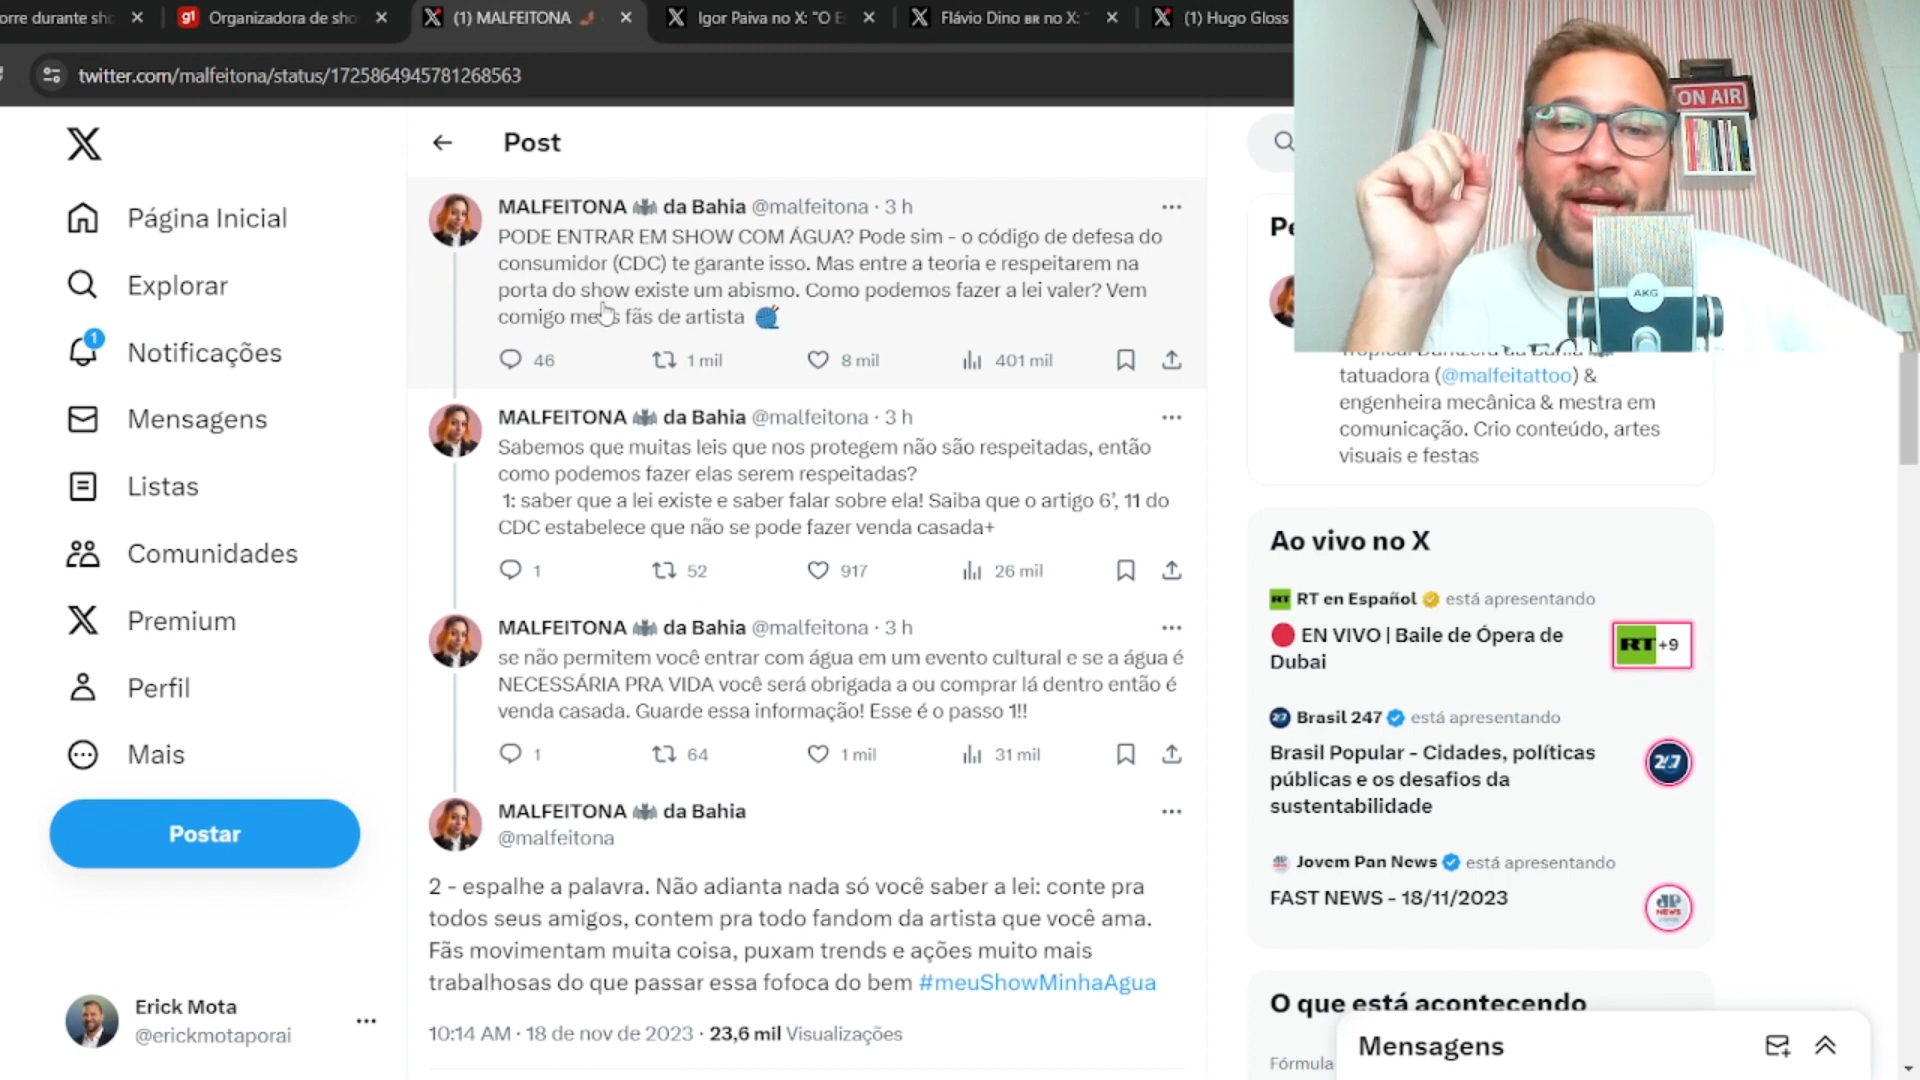 orre durante sho
g1 Organizadora de sho
(1) MALFEITONA
Igor Paiva no X: "O E
Flávio Dino BR no X: "
(1) Hugo Gloss
twitter.com/malfeitona/status/1725864945781268563
ON AIR
AKG
Post
Página Inicial
Explorar
1
Notificações
Mensagens
Listas
Comunidades
Premium
Perfil
Mais
Postar
Erick Mota
@erickmotaporai
MALFEITONA da Bahia @malfeitona · 3 h
PODE ENTRAR EM SHOW COM ÁGUA? Pode sim - o código de defesa do
consumidor (CDC) te garante isso. Mas entre a teoria e respeitarem na
porta do show existe um abismo. Como podemos fazer a lei valer? Vem
comigo meus fãs de artista
46 1 mil 8 mil 401 mil
MALFEITONA da Bahia @malfeitona · 3 h
Sabemos que muitas leis que nos protegem não são respeitadas, então
como podemos fazer elas serem respeitadas?
1: saber que a lei existe e saber falar sobre ela! Saiba que o artigo 6’, 11 do
CDC estabelece que não se pode fazer venda casada+
1 52 917 26 mil
MALFEITONA da Bahia @malfeitona · 3 h
se não permitem você entrar com água em um evento cultural e se a água é
NECESSÁRIA PRA VIDA você será obrigada a ou comprar lá dentro então é
venda casada. Guarde essa informação! Esse é o passo 1!!
1 64 1 mil 31 mil
MALFEITONA da Bahia
@malfeitona
2 - espalhe a palavra. Não adianta nada só você saber a lei: conte pra
todos seus amigos, contem pra todo fandom da artista que você ama.
Fãs movimentam muita coisa, puxam trends e ações muito mais
trabalhosas do que passar essa fofoca do bem #meuShowMinhaAgua
10:14 AM · 18 de nov de 2023 · 23,6 mil Visualizações
Pe
tatuadora (@malfeitattoo) &
engenheira mecânica & mestra em
comunicação. Crio conteúdo, artes
visuais e festas
Ao vivo no X
RT RT en Español está apresentando
EN VIVO | Baile de Ópera de
Dubai
RT +9
247 Brasil 247 está apresentando
Brasil Popular - Cidades, políticas
públicas e os desafios da
sustentabilidade
247
Jovem Pan News está apresentando
FAST NEWS - 18/11/2023
JP NEWS
O que está acontecendo
Fórmula
Mensagens